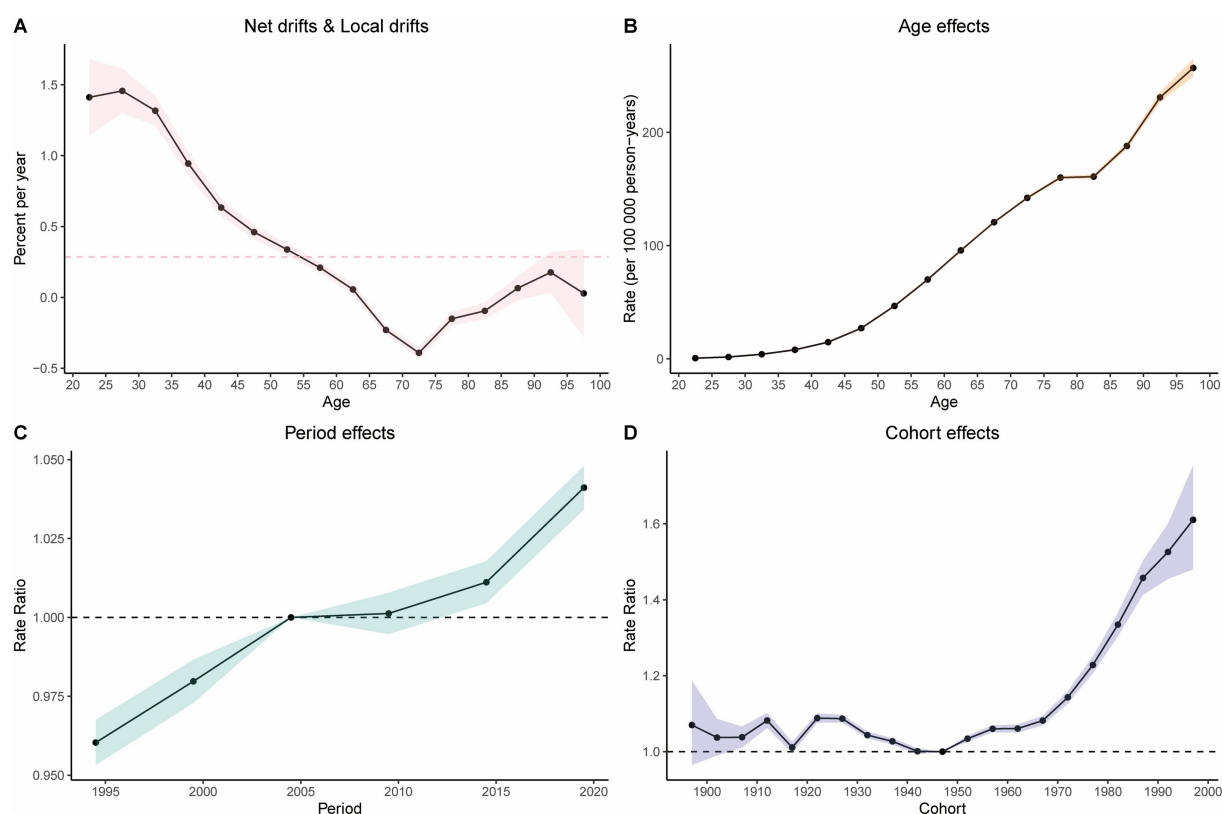 A
Net drifts & Local drifts
Percent per year
1.5
1.0
0.5
0.0
−0.5
20 25 30 35 40 45 50 55 60 65 70 75 80 85 90 95 100
Age
B
Age effects
Rate (per 100 000 person−years)
200
100
0
20 25 30 35 40 45 50 55 60 65 70 75 80 85 90 95 100
Age
C
Period effects
Rate Ratio
1.050
1.025
1.000
0.975
0.950
1995 2000 2005 2010 2015 2020
Period
D
Cohort effects
Rate Ratio
1.6
1.4
1.2
1.0
1900 1910 1920 1930 1940 1950 1960 1970 1980 1990 2000
Cohort